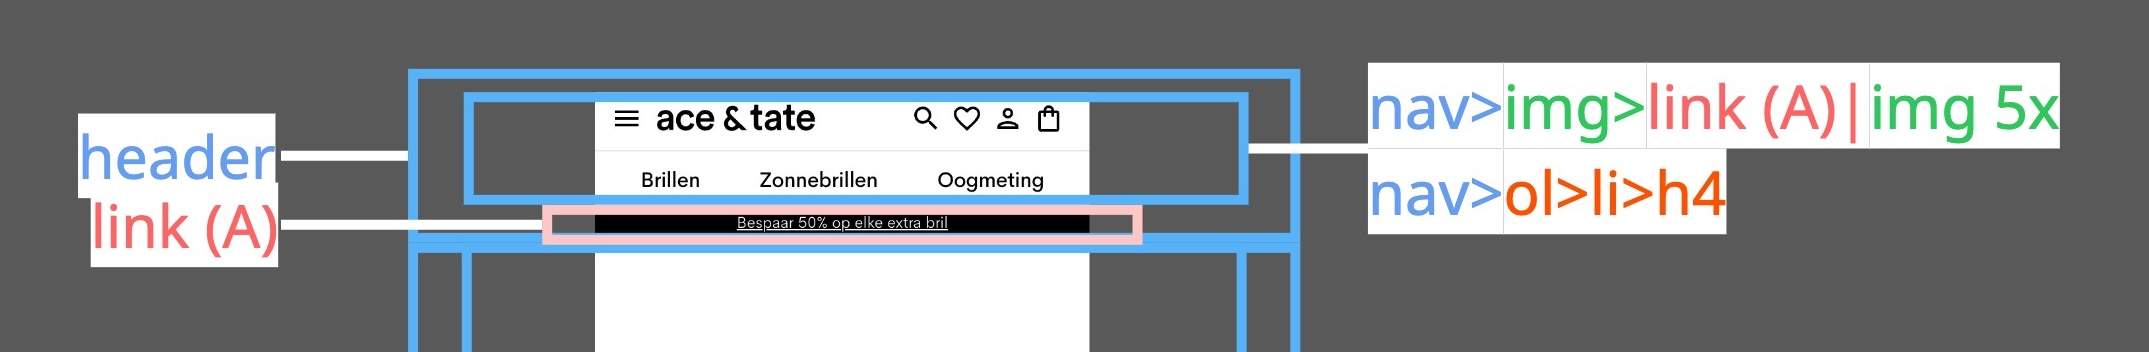 header
link (A)
ace & tate
Brillen Zonnebrillen Oogmeting
Bespaar 50% op elke extra bril
nav>img>link (A)|img 5x
nav>ol>li>h4